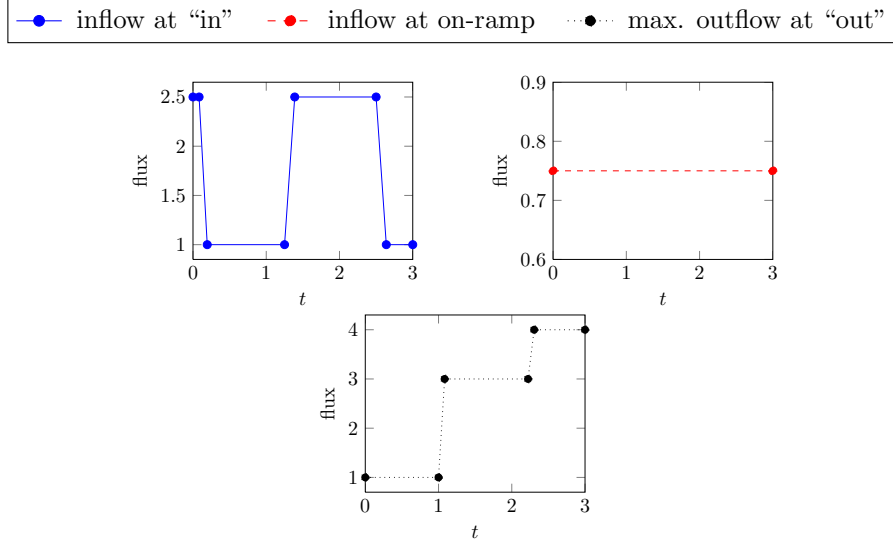 inflow at “in” inflow at on-ramp max. outflow at “out”
2.5
2
1.5
1
flux
0 1 2 3
t
0.9
0.8
0.7
0.6
flux
0 1 2 3
t
4
3
2
1
flux
0 1 2 3
t